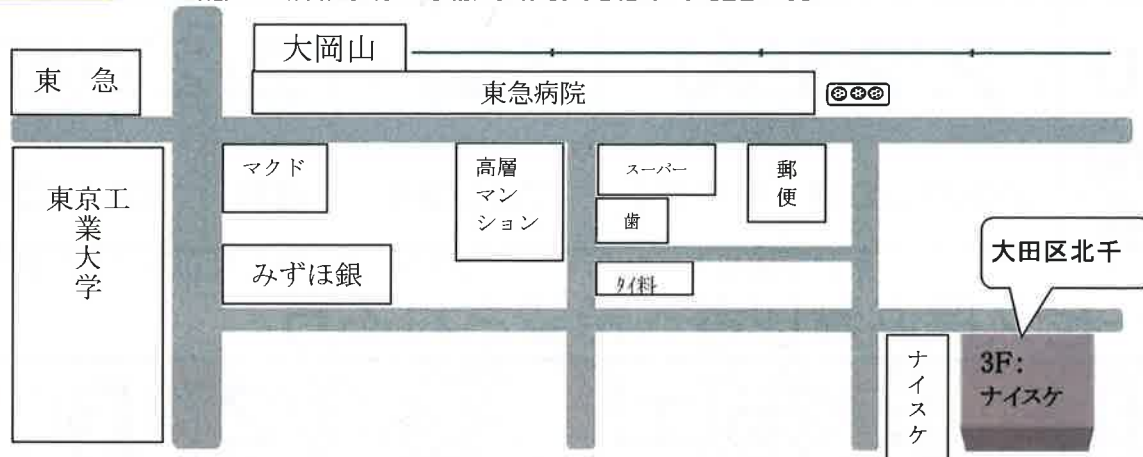 大岡山
東 急
東急病院
マクド
高層
マン
ション
スーパー
郵
便
歯
東京工
業
大
学
みずほ銀
タイ料
大田区北千
ナ
イ
ス
ケ
3F:
ナイスケ